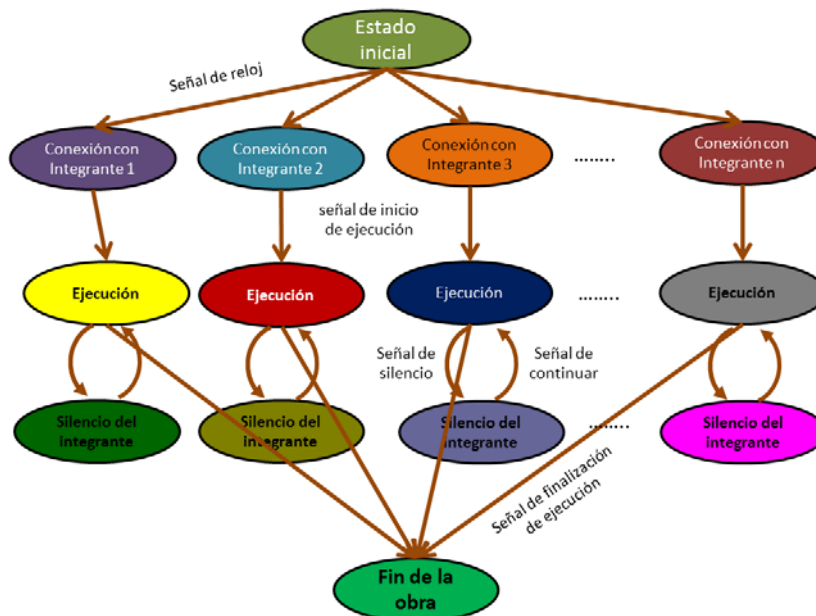 Estado
inicial
Señal de reloj
Conexión con
Integrante 1
Conexión con
Integrante 2
Conexión con
Integrante 3
........
Conexión con
Integrante n
señal de inicio
de ejecución
Ejecución
Ejecución
Ejecución
........
Ejecución
Señal de
silencio
Señal de
continuar
Silencio del
integrante
Silencio del
integrante
Silencio del
integrante
........
Silencio del
integrante
Señal de finalización
de ejecución
Fin de la
obra